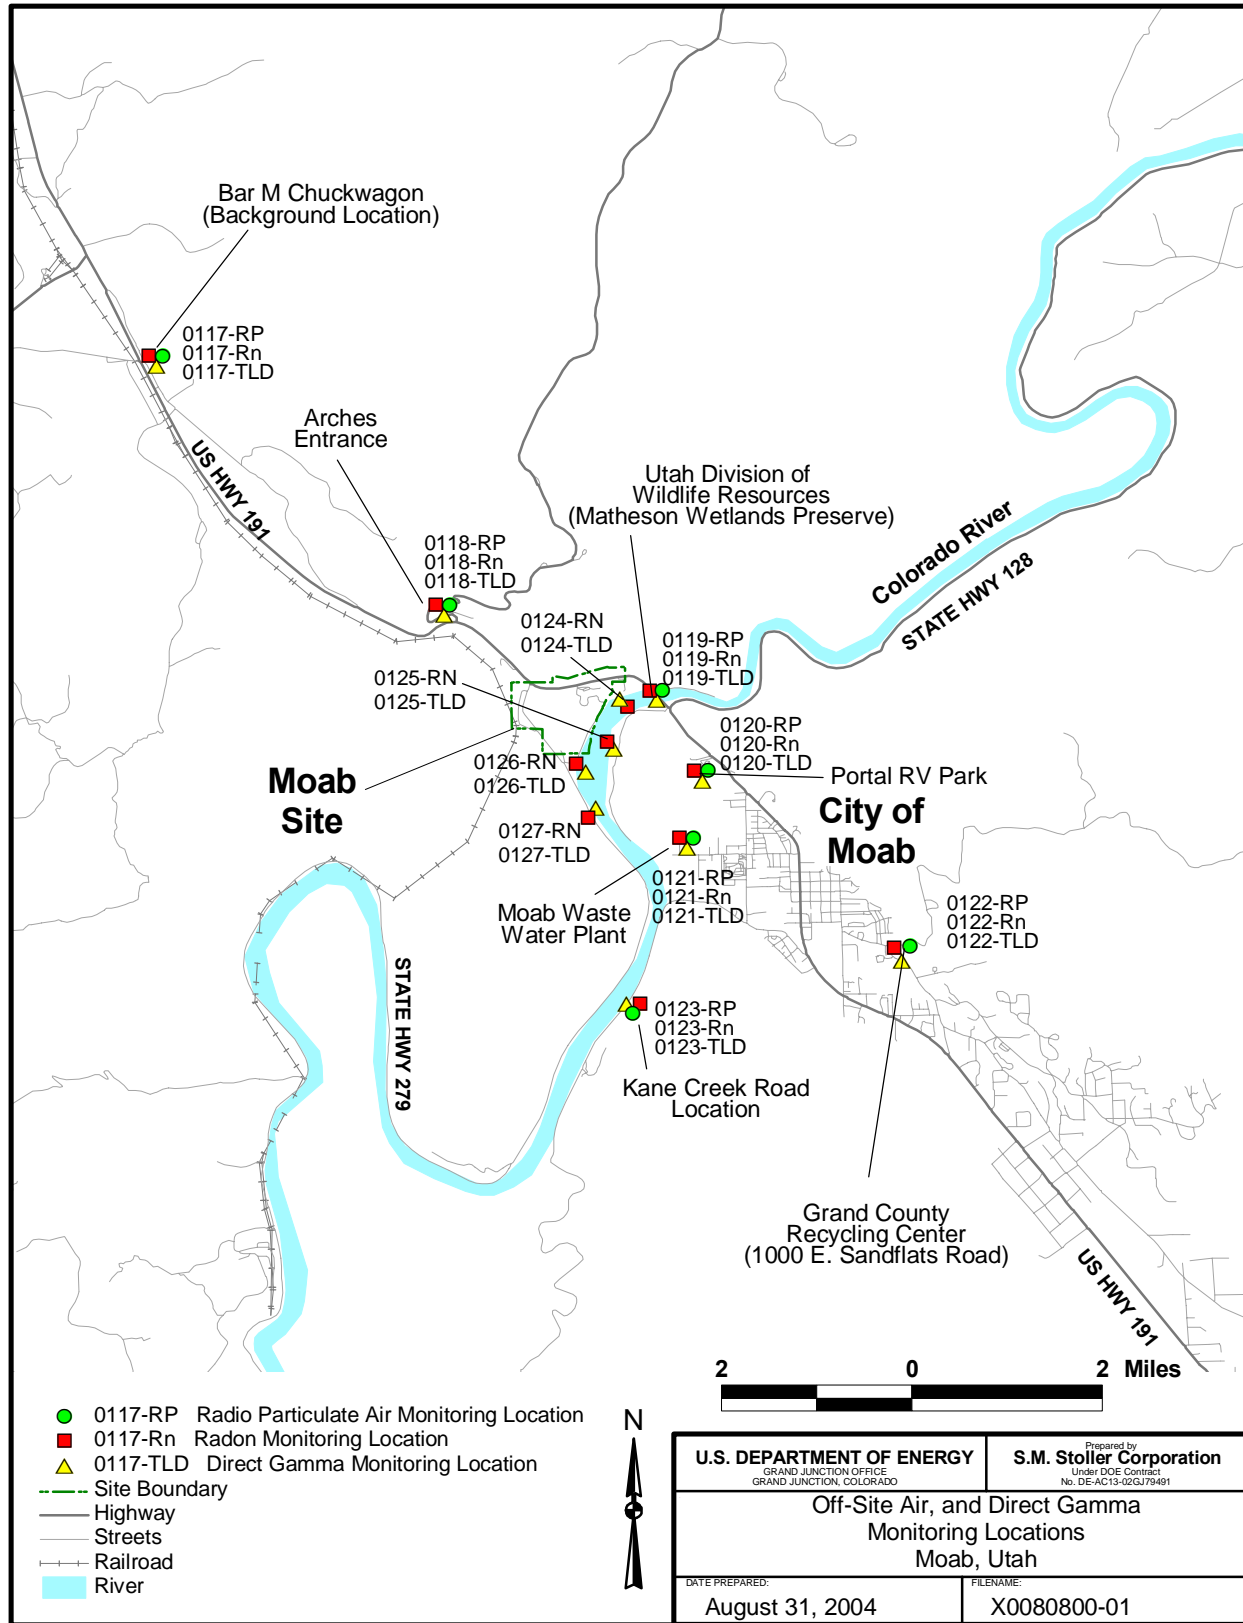 Bar M Chuckwagon
(Background Location)
0117-RP
0117-Rn
0117-TLD
US HWY 191
Arches
Entrance
0118-RP
0118-Rn
0118-TLD
Utah Division of
Wildlife Resources
(Matheson Wetlands Preserve)
Colorado River
STATE HWY 128
0124-RN
0124-TLD
0119-RP
0119-Rn
0119-TLD
0125-RN
0125-TLD
0120-RP
0120-Rn
0120-TLD
Portal RV Park
0126-RN
0126-TLD
Moab
Site
City of
Moab
0127-RN
0127-TLD
0121-RP
0121-Rn
0121-TLD
Moab Waste
Water Plant
0122-RP
0122-Rn
0122-TLD
STATE HWY 279
0123-RP
0123-Rn
0123-TLD
Kane Creek Road
Location
Grand County
Recycling Center
(1000 E. Sandflats Road)
US HWY 191
2 0 2 Miles
0117-RP Radio Particulate Air Monitoring Location
0117-Rn Radon Monitoring Location
0117-TLD Direct Gamma Monitoring Location
Site Boundary
Highway
Streets
Railroad
River
N
U.S. DEPARTMENT OF ENERGY
GRAND JUNCTION OFFICE
GRAND JUNCTION, COLORADO
Prepared by
S.M. Stoller Corporation
Under DOE Contract
No. DE-AC13-02GJ79491
Off-Site Air, and Direct Gamma
Monitoring Locations
Moab, Utah
DATE PREPARED:
August 31, 2004
FILENAME:
X0080800-01